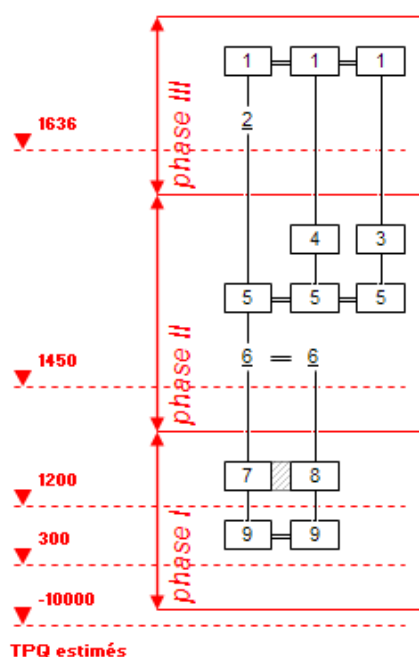 1 1 1
phase III
2
1636
4 3
5 5 5
phase II
6 = 6
1450
7 8
1200
phase I
9 9
300
-10000
TPQ estimés